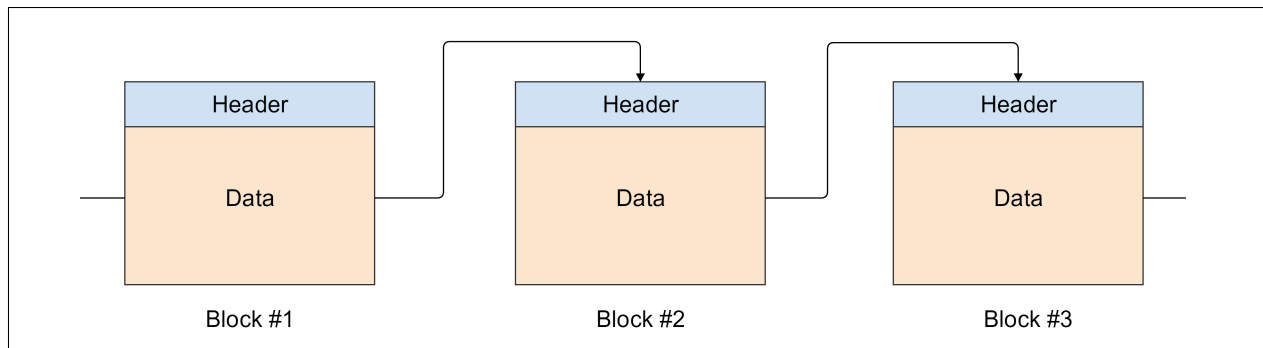 Header
Data
Block #1
Header
Data
Block #2
Header
Data
Block #3